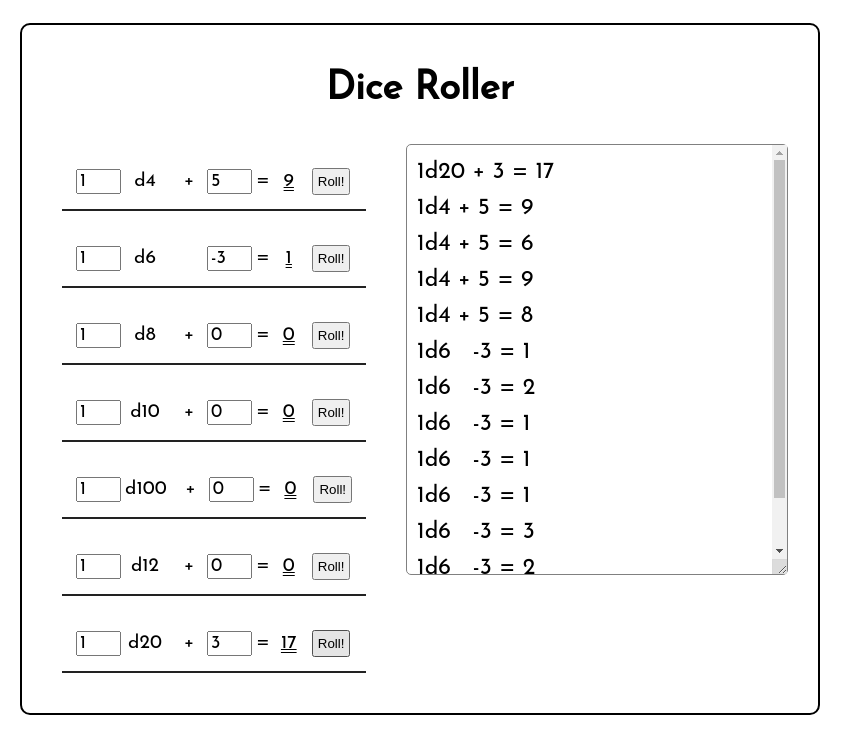 Dice Roller
1 d4 + 5 = 9 Roll!
1 d6 -3 = 1 Roll!
1 d8 + 0 = 0 Roll!
1 d10 + 0 = 0 Roll!
1 d100 + 0 = 0 Roll!
1 d12 + 0 = 0 Roll!
1 d20 + 3 = 17 Roll!
1d20 + 3 = 17
1d4 + 5 = 9
1d4 + 5 = 6
1d4 + 5 = 9
1d4 + 5 = 8
1d6 -3 = 1
1d6 -3 = 2
1d6 -3 = 1
1d6 -3 = 1
1d6 -3 = 1
1d6 -3 = 3
1d6 -3 = 2